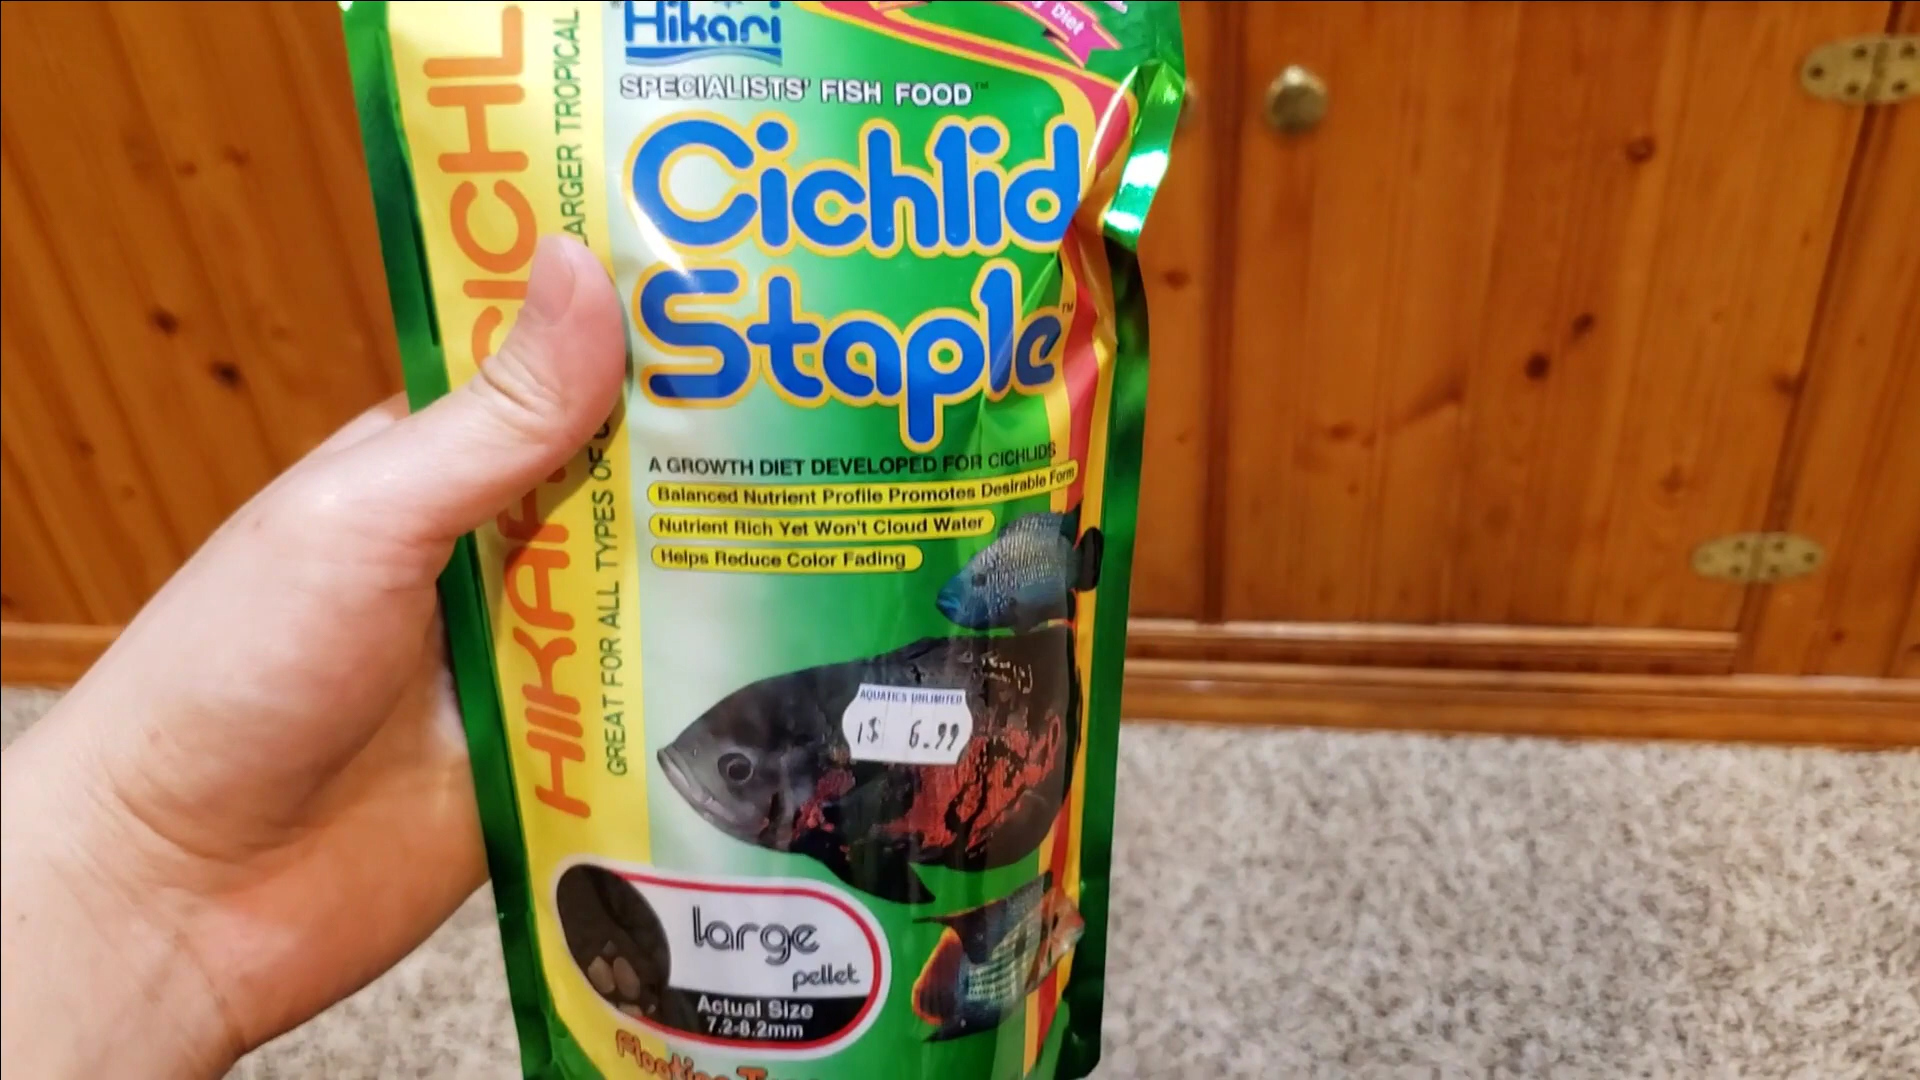 Diet
Hikari
SPECIALISTS' FISH FOOD™
Cichlid
Staple™
A GROWTH DIET DEVELOPED FOR CICHLIDS
Balanced Nutrient Profile Promotes Desirable Form
Nutrient Rich Yet Won't Cloud Water
Helps Reduce Color Fading
AQUATICS UNLIMITED
1$ 6.99
large
pellet
Actual Size
7.2-8.2mm
Floating
HIKARI CICHL
GREAT FOR ALL TYPES OF LARGER TROPICAL